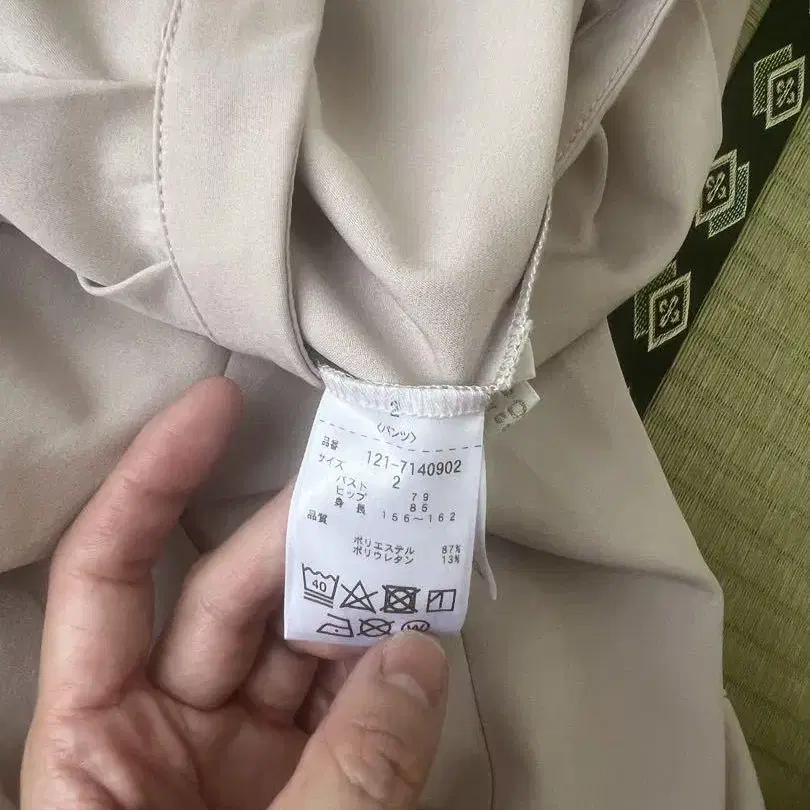 2
〈パンツ〉
品番 121-7140902
サイズ 2
バスト 79
ヒップ 85
身長 156～162
品質
ポリエステル 87%
ポリウレタン 13%
40
W